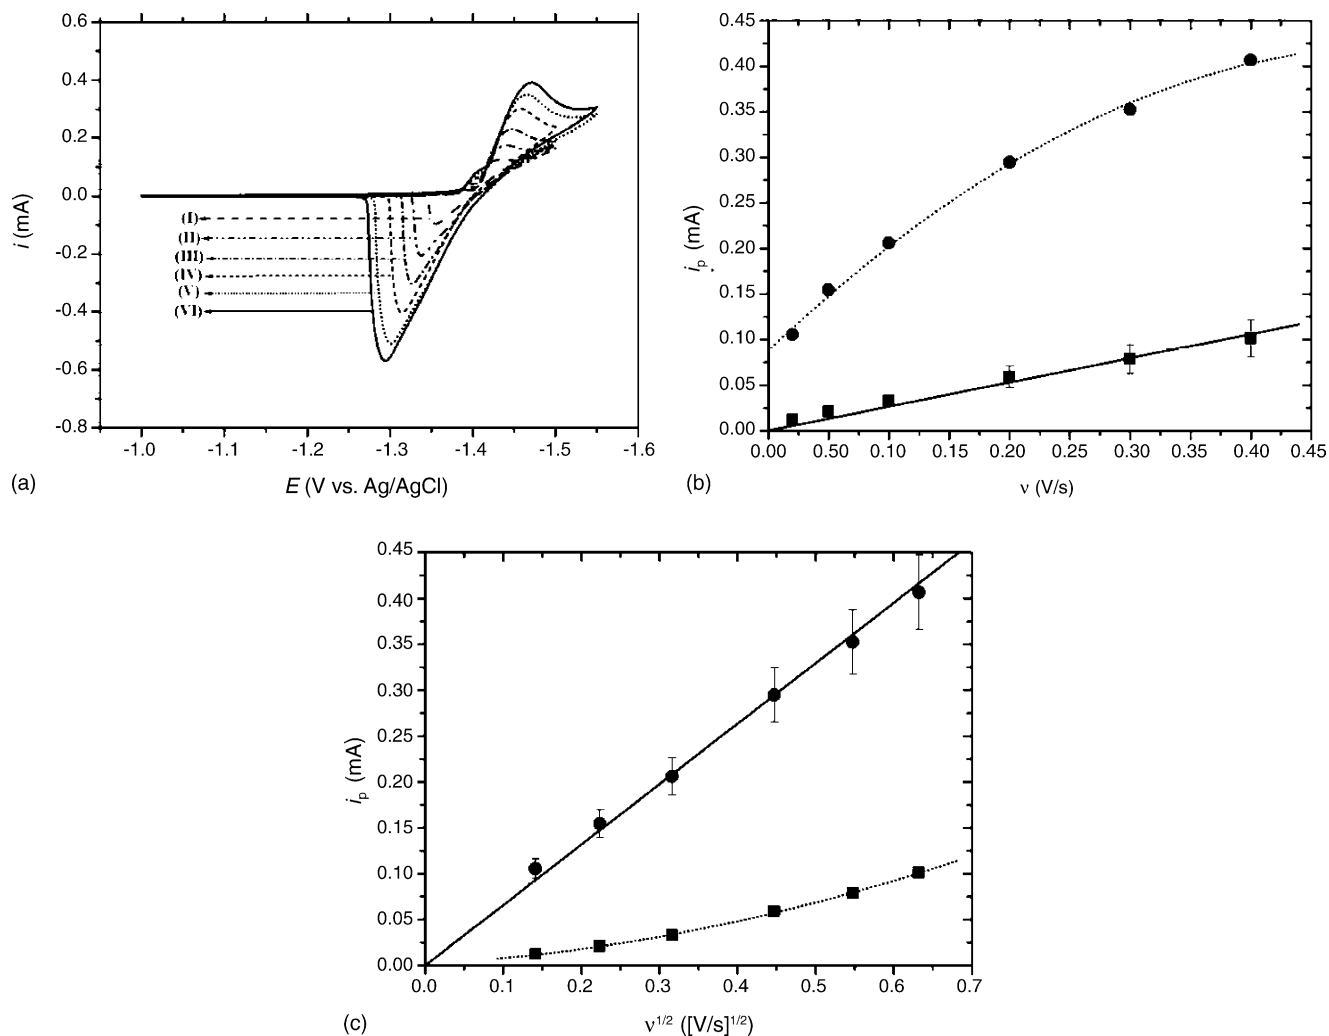 0.6
0.4
0.2
0.0
-0.2
-0.4
-0.6
-0.8
i (mA)
(I)
(II)
(III)
(IV)
(V)
(VI)
-1.0 -1.1 -1.2 -1.3 -1.4 -1.5 -1.6
(a)
E (V vs. Ag/AgCl)
0.45
0.40
0.35
0.30
0.25
0.20
0.15
0.10
0.05
0.00
ip (mA)
0.00 0.50 0.10 0.15 0.20 0.25 0.30 0.35 0.40 0.45
(b)
ν (V/s)
0.45
0.40
0.35
0.30
0.25
0.20
0.15
0.10
0.05
0.00
ip (mA)
0.0 0.1 0.2 0.3 0.4 0.5 0.6 0.7
(c)
ν1/2 ([V/s]1/2)